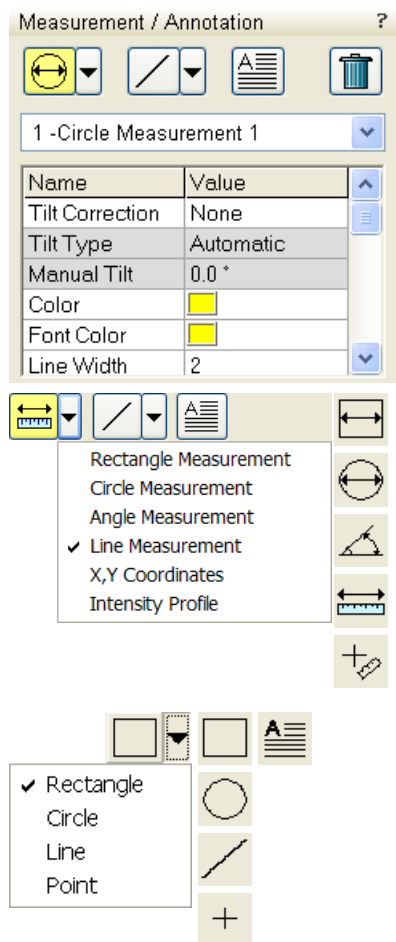 Measurement / Annotation ?
A
1 -Circle Measurement 1
Name Value
Tilt Correction None
Tilt Type Automatic
Manual Tilt 0.0 °
Color
Font Color
Line Width 2
A
Rectangle Measurement
Circle Measurement
Angle Measurement
✓ Line Measurement
X,Y Coordinates
Intensity Profile
A
✓ Rectangle
Circle
Line
Point